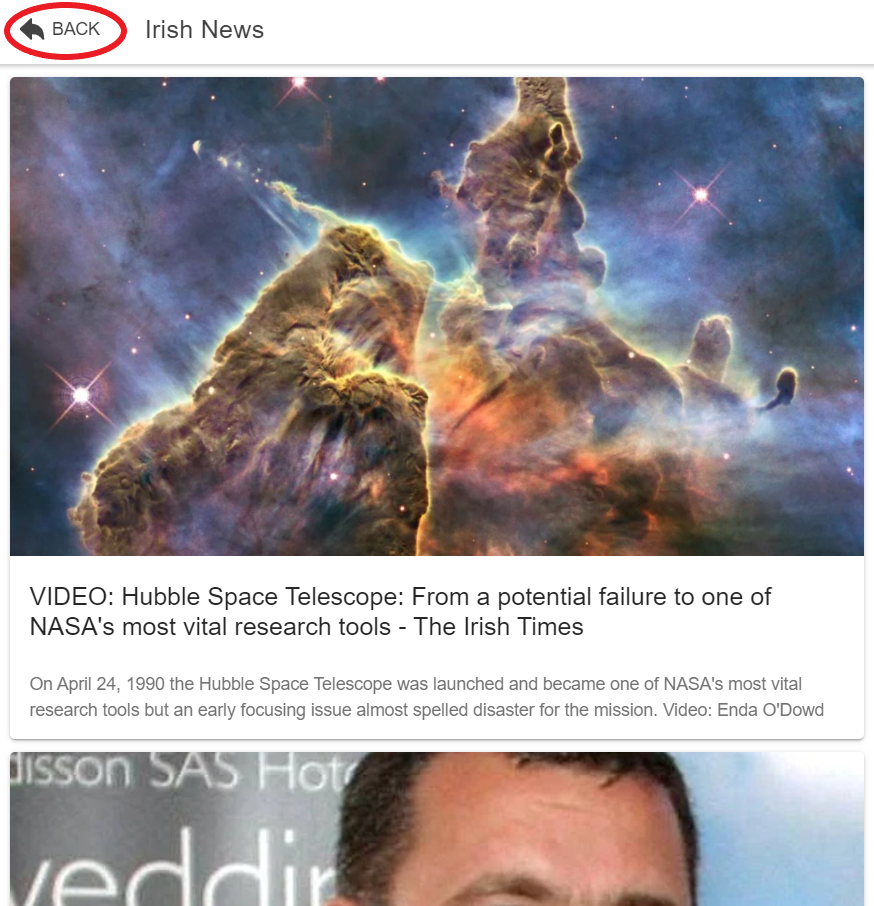 BACK Irish News
VIDEO: Hubble Space Telescope: From a potential failure to one of
NASA's most vital research tools - The Irish Times
On April 24, 1990 the Hubble Space Telescope was launched and became one of NASA's most vital
research tools but an early focusing issue almost spelled disaster for the mission. Video: Enda O'Dowd
disson SAS Hote
veddin